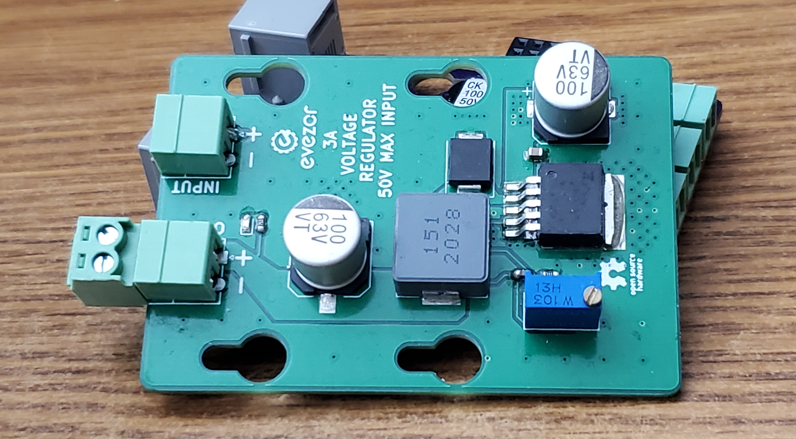 evezor
3A
VOLTAGE
REGULATOR
50V MAX INPUT
INPUT
+
-
+
-
100
63V
VT
100
63V
VT
CK
100
50V
+
151
2028
W103
open source
hardware